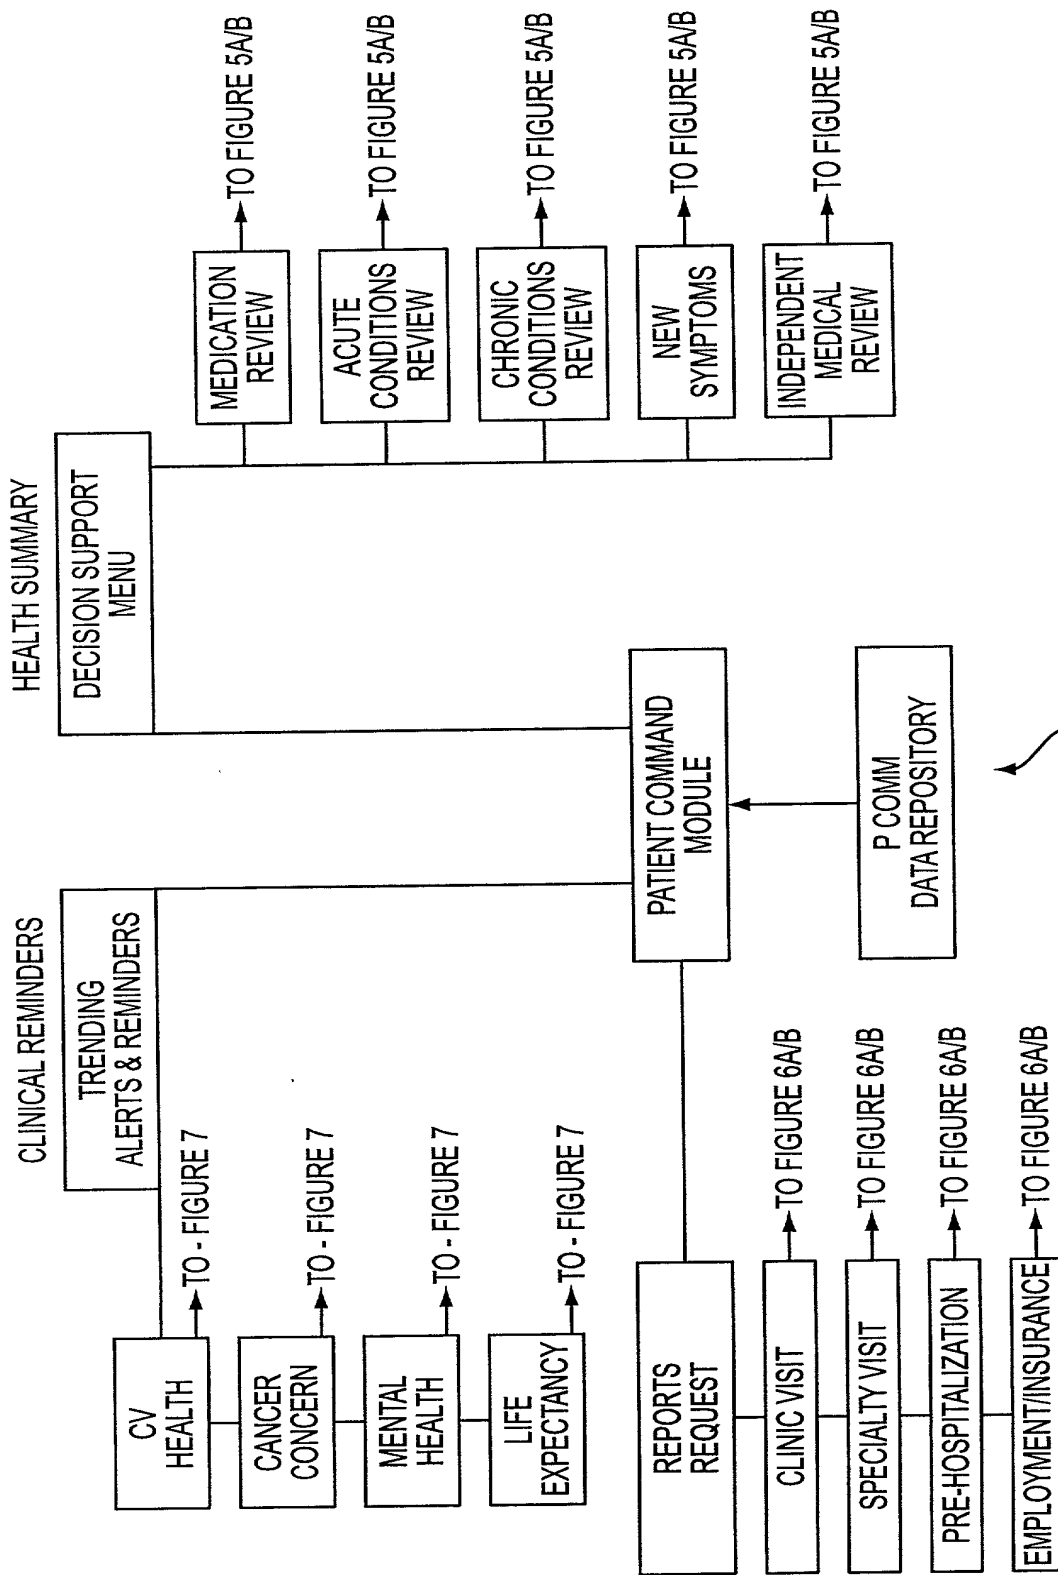 CLINICAL REMINDERS
TRENDING
ALERTS & REMINDERS
HEALTH SUMMARY
DECISION SUPPORT
MENU
CV
HEALTH
TO - FIGURE 7
CANCER
CONCERN
TO - FIGURE 7
MENTAL
HEALTH
TO - FIGURE 7
LIFE
EXPECTANCY
TO - FIGURE 7
MEDICATION
REVIEW
TO FIGURE 5A/B
ACUTE
CONDITIONS
REVIEW
TO FIGURE 5A/B
CHRONIC
CONDITIONS
REVIEW
TO FIGURE 5A/B
NEW
SYMPTOMS
TO FIGURE 5A/B
INDEPENDENT
MEDICAL
REVIEW
TO FIGURE 5A/B
PATIENT COMMAND
MODULE
P COMM
DATA REPOSITORY
REPORTS
REQUEST
CLINIC VISIT
TO FIGURE 6A/B
SPECIALTY VISIT
TO FIGURE 6A/B
PRE-HOSPITALIZATION
TO FIGURE 6A/B
EMPLOYMENT/INSURANCE
TO FIGURE 6A/B